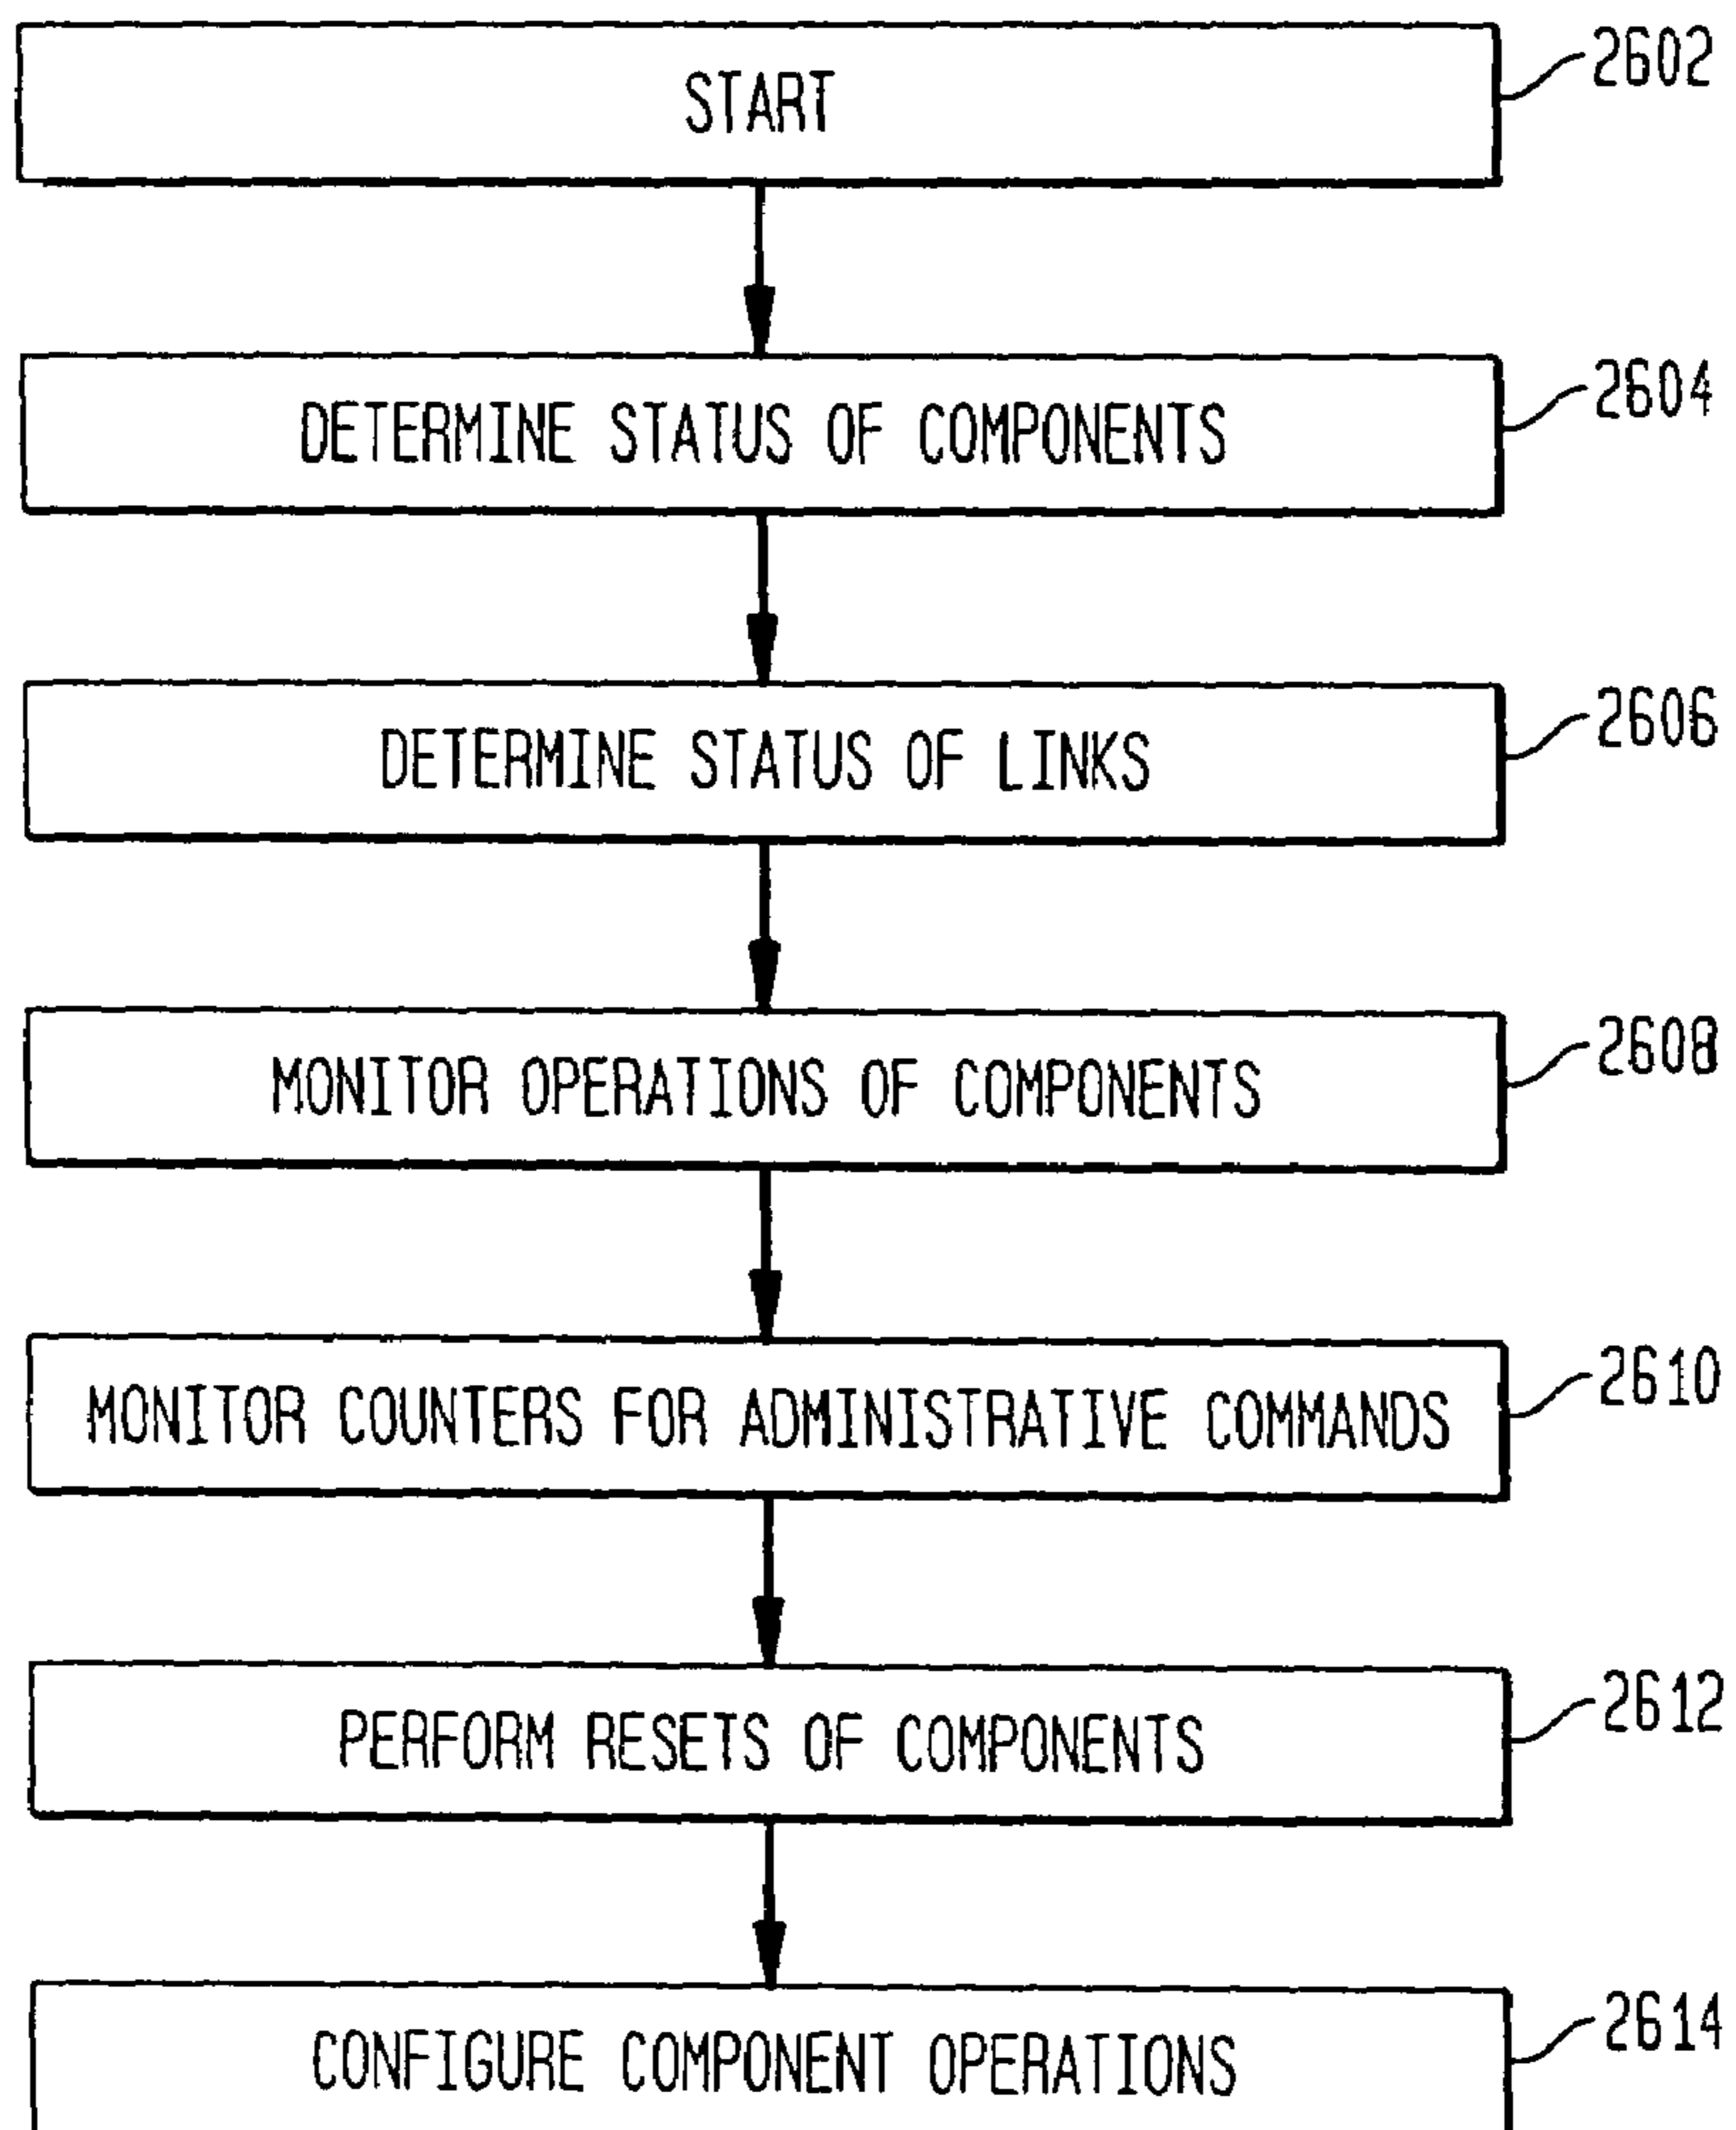 START
2602
DETERMINE STATUS OF COMPONENTS
2604
DETERMINE STATUS OF LINKS
2606
MONITOR OPERATIONS OF COMPONENTS
2608
MONITOR COUNTERS FOR ADMINISTRATIVE COMMANDS
2610
PERFORM RESETS OF COMPONENTS
2612
CONFIGURE COMPONENT OPERATIONS
2614